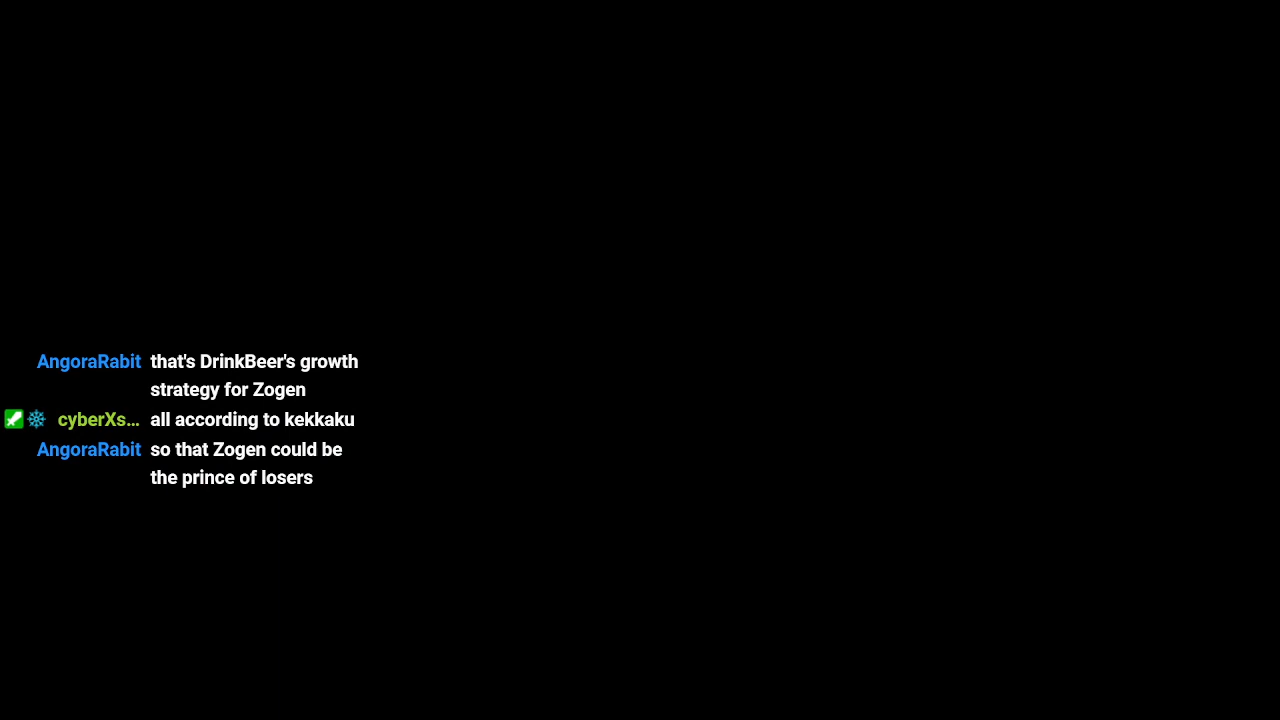 AngoraRabit that's DrinkBeer's growth
strategy for Zogen
cyberXs… all according to kekkaku
AngoraRabit so that Zogen could be
the prince of losers